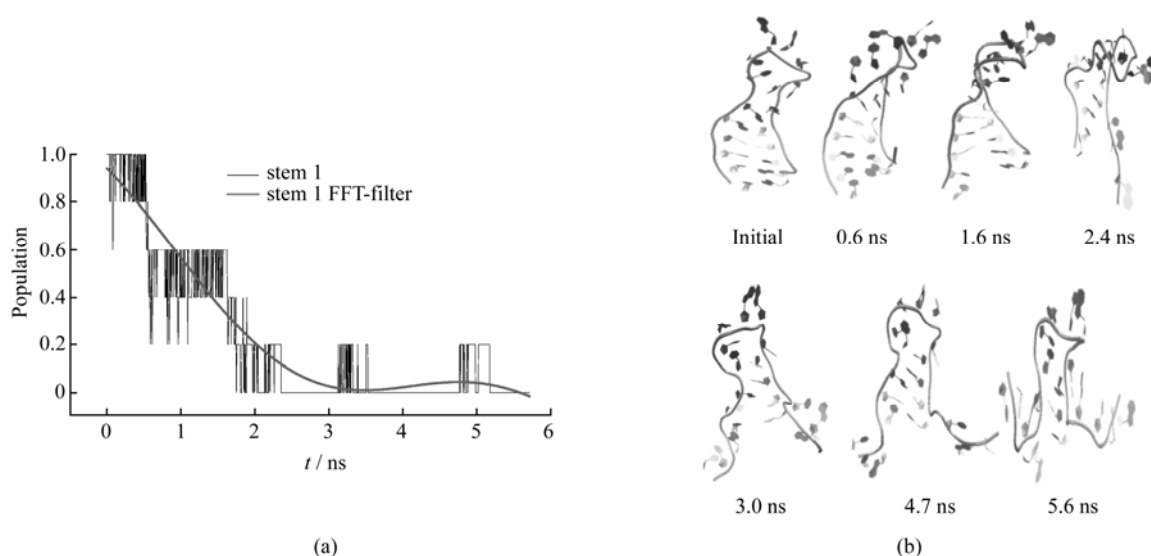 1.0
0.8
0.6
0.4
0.2
0
Population
stem 1
stem 1 FFT-filter
0 1 2 3 4 5 6
t / ns
(a)
Initial 0.6 ns 1.6 ns 2.4 ns
3.0 ns 4.7 ns 5.6 ns
(b)